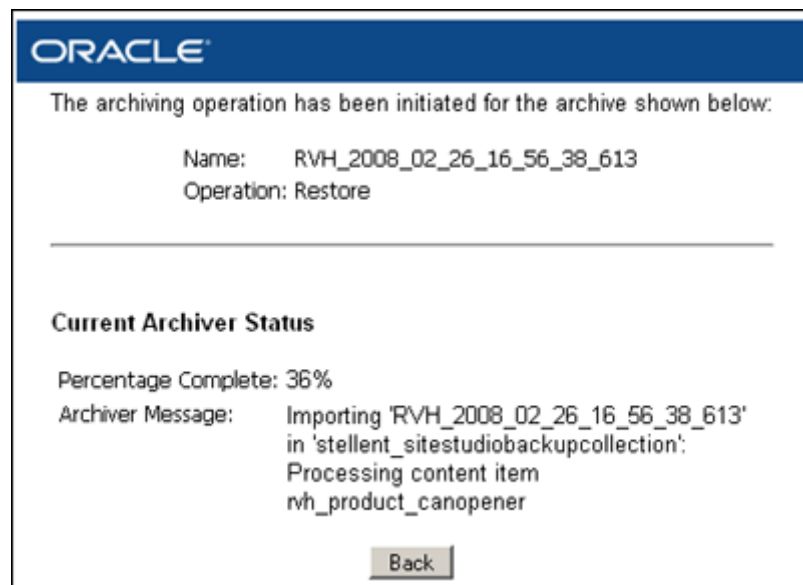 ORACLE
The archiving operation has been initiated for the archive shown below:
Name: RVH_2008_02_26_16_56_38_613
Operation: Restore
Current Archiver Status
Percentage Complete: 36%
Archiver Message: Importing 'RVH_2008_02_26_16_56_38_613'
in 'stellent_sitestudiobackupcollection':
Processing content item
rvh_product_canopener
Back